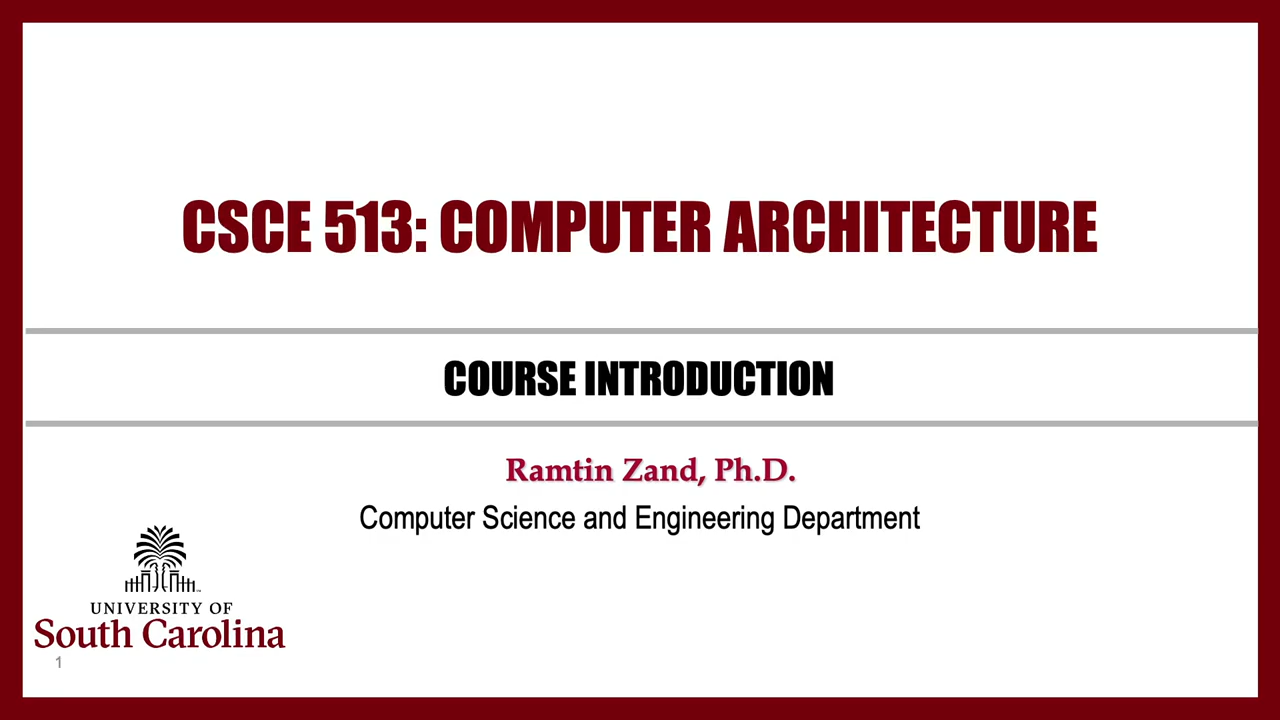 CSCE 513: COMPUTER ARCHITECTURE
COURSE INTRODUCTION
Ramtin Zand, Ph.D.
Computer Science and Engineering Department
UNIVERSITY OF
South Carolina
1